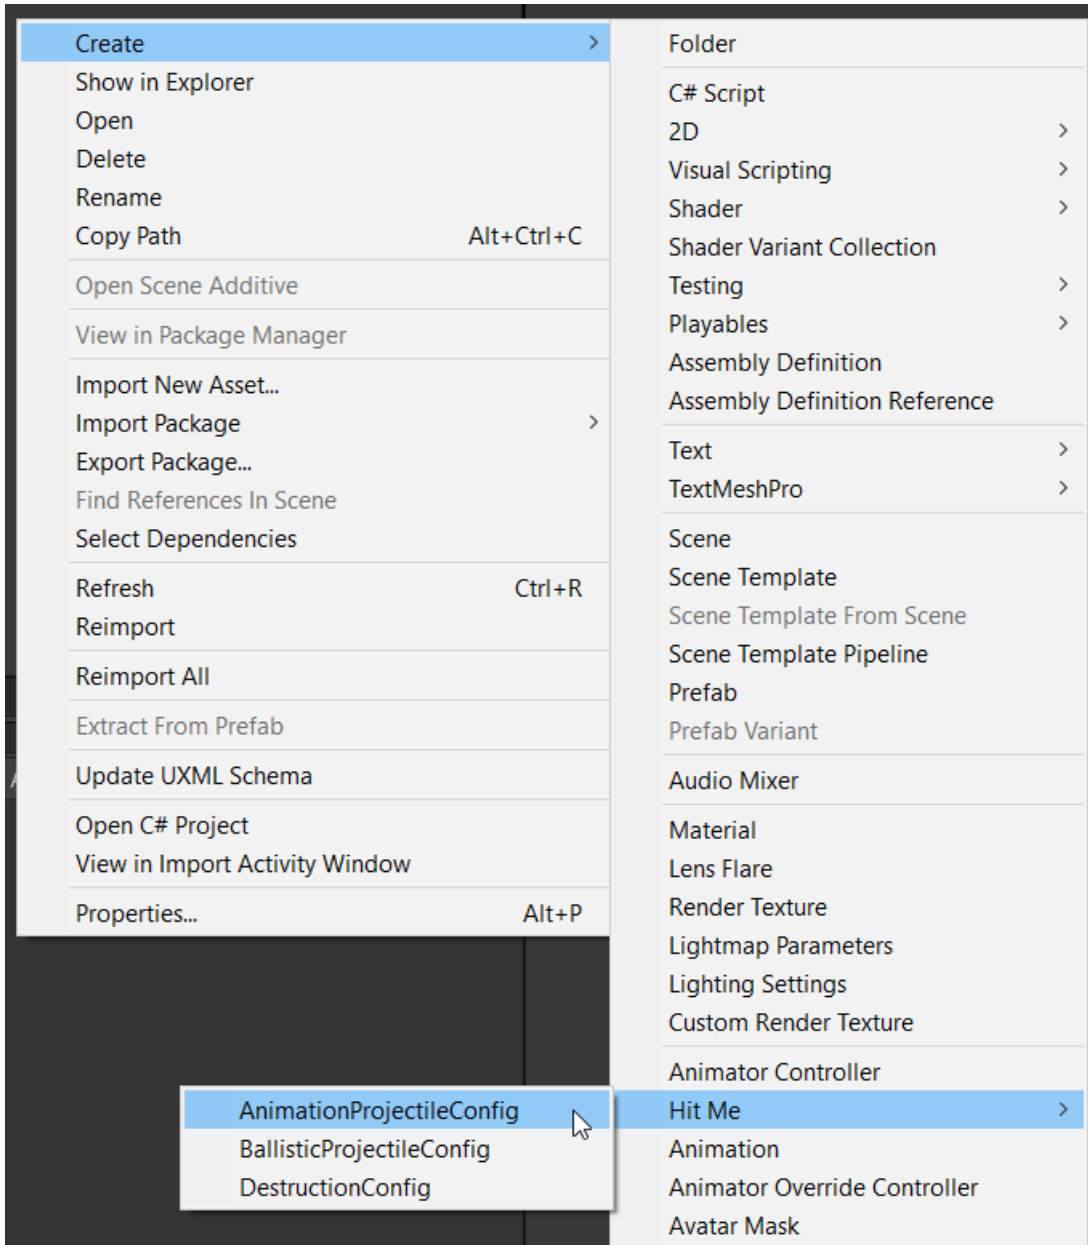 Create
Show in Explorer
Open
Delete
Rename
Copy Path Alt+Ctrl+C
Open Scene Additive
View in Package Manager
Import New Asset...
Import Package
Export Package...
Find References In Scene
Select Dependencies
Refresh Ctrl+R
Reimport
Reimport All
Extract From Prefab
Update UXML Schema
Open C# Project
View in Import Activity Window
Properties... Alt+P
Folder
C# Script
2D
Visual Scripting
Shader
Shader Variant Collection
Testing
Playables
Assembly Definition
Assembly Definition Reference
Text
TextMeshPro
Scene
Scene Template
Scene Template From Scene
Scene Template Pipeline
Prefab
Prefab Variant
Audio Mixer
Material
Lens Flare
Render Texture
Lightmap Parameters
Lighting Settings
Custom Render Texture
Animator Controller
Hit Me
Animation
Animator Override Controller
Avatar Mask
AnimationProjectileConfig
BallisticProjectileConfig
DestructionConfig